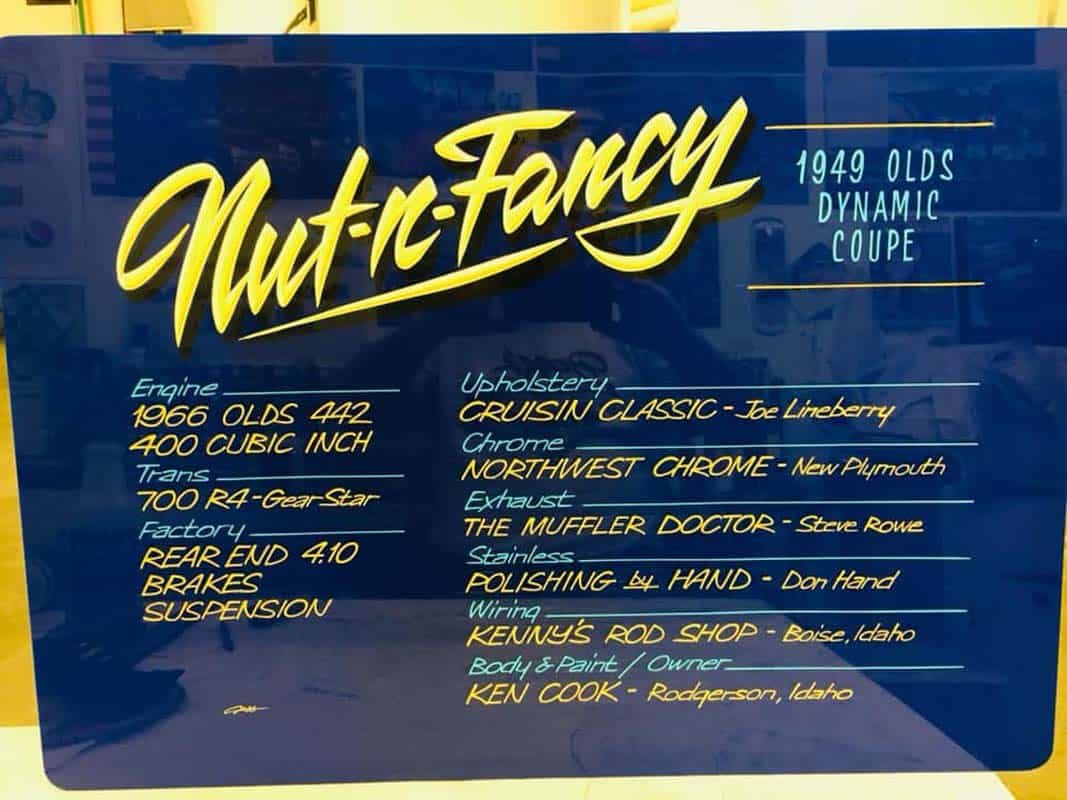 Nut-n-Fancy
1949 OLDS
DYNAMIC
COUPE
Engine
1966 OLDS 442
400 CUBIC INCH
Trans
700 R4-Gear Star
Factory
REAR END 4.10
BRAKES
SUSPENSION
Upholstery
CRUISIN CLASSIC - Joe Lineberry
Chrome
NORTHWEST CHROME - New Plymouth
Exhaust
THE MUFFLER DOCTOR - Steve Rowe
Stainless
POLISHING by HAND - Don Hand
Wiring
KENNY'S ROD SHOP - Boise, Idaho
Body & Paint / Owner
KEN COOK - Rodgerson, Idaho